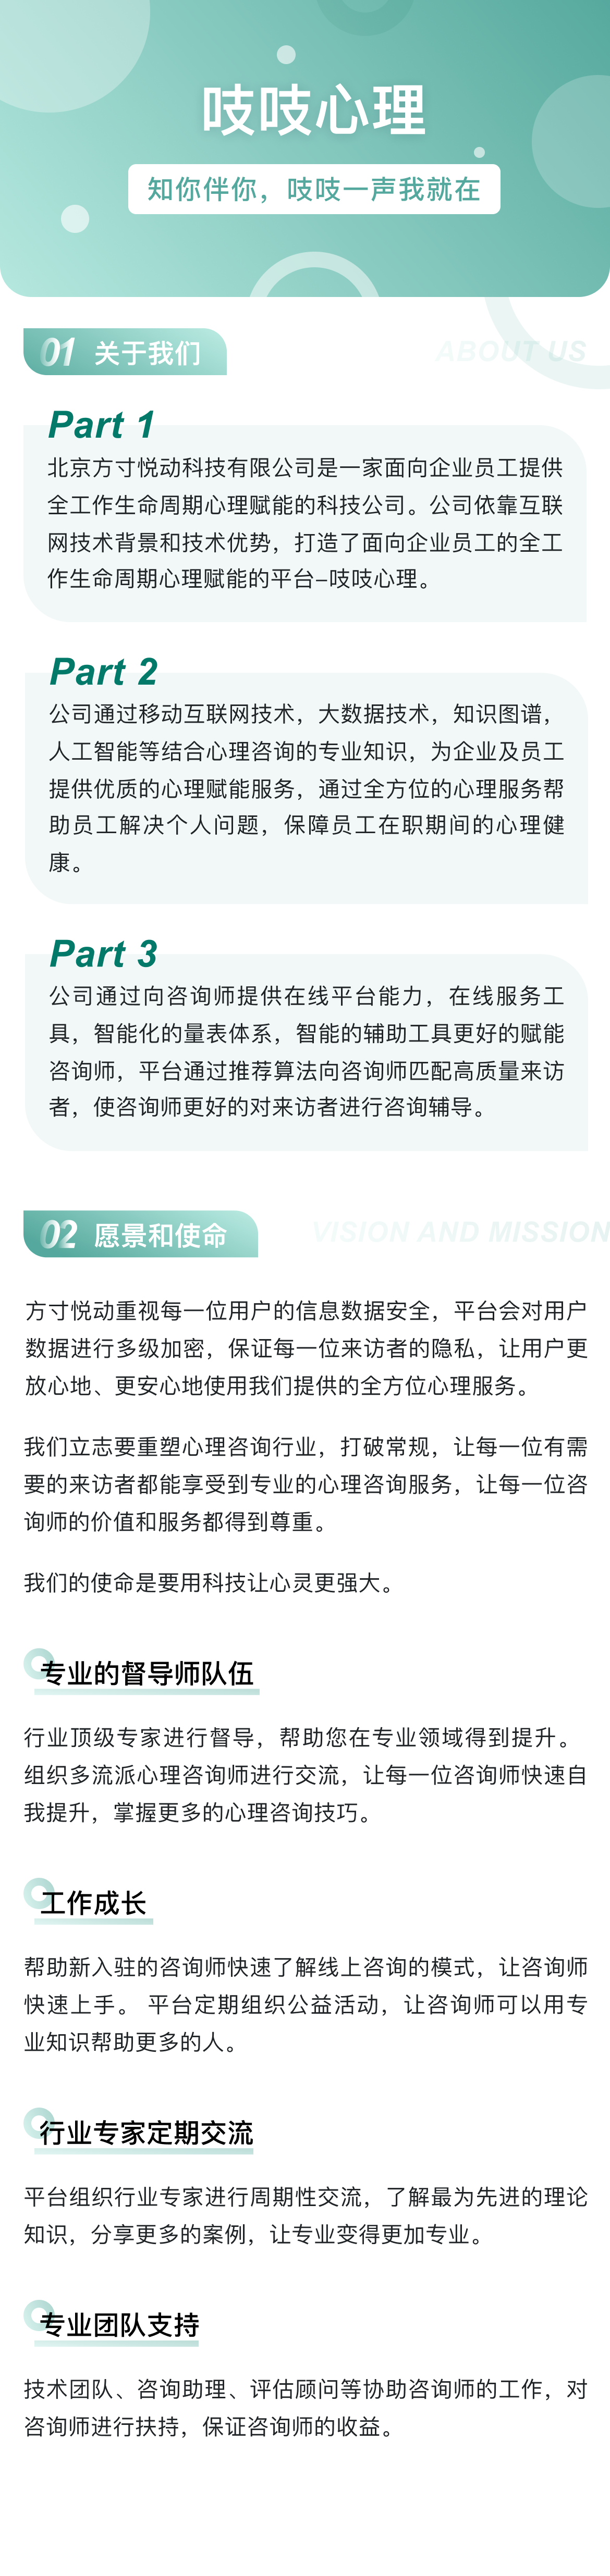 吱吱心理
知你伴你，吱吱一声我就在
01 关于我们
ABOUT US
Part 1
北京方寸悦动科技有限公司是一家面向企业员工提供
全工作生命周期心理赋能的科技公司。公司依靠互联
网技术背景和技术优势，打造了面向企业员工的全工
作生命周期心理赋能的平台-吱吱心理。
Part 2
公司通过移动互联网技术，大数据技术，知识图谱，
人工智能等结合心理咨询的专业知识，为企业及员工
提供优质的心理赋能服务，通过全方位的心理服务帮
助员工解决个人问题，保障员工在职期间的心理健
康。
Part 3
公司通过向咨询师提供在线平台能力，在线服务工
具，智能化的量表体系，智能的辅助工具更好的赋能
咨询师，平台通过推荐算法向咨询师匹配高质量来访
者，使咨询师更好的对来访者进行咨询辅导。
02 愿景和使命
VISION AND MISSION
方寸悦动重视每一位用户的信息数据安全，平台会对用户
数据进行多级加密，保证每一位来访者的隐私，让用户更
放心地、更安心地使用我们提供的全方位心理服务。
我们立志要重塑心理咨询行业，打破常规，让每一位有需
要的来访者都能享受到专业的心理咨询服务，让每一位咨
询师的价值和服务都得到尊重。
我们的使命是要用科技让心灵更强大。
专业的督导师队伍
行业顶级专家进行督导，帮助您在专业领域得到提升。
组织多流派心理咨询师进行交流，让每一位咨询师快速自
我提升，掌握更多的心理咨询技巧。
工作成长
帮助新入驻的咨询师快速了解线上咨询的模式，让咨询师
快速上手。 平台定期组织公益活动，让咨询师可以用专
业知识帮助更多的人。
行业专家定期交流
平台组织行业专家进行周期性交流，了解最为先进的理论
知识，分享更多的案例，让专业变得更加专业。
专业团队支持
技术团队、咨询助理、评估顾问等协助咨询师的工作，对
咨询师进行扶持，保证咨询师的收益。